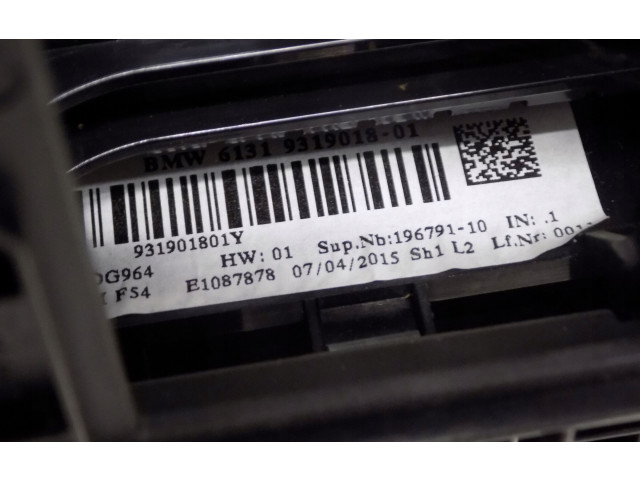 BMW 6131 9319018-01
931901801Y
HW: 01 Sup.Nb:196791-10 IN: .1
DG964
F54 E1087878 07/04/2015 Sh1 L2 Lf.Nr: